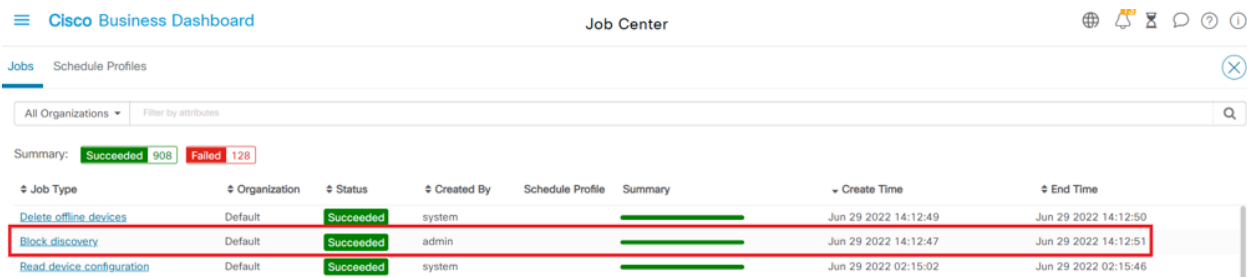 Cisco Business Dashboard Job Center
Jobs Schedule Profiles
All Organizations Filter by attributes
Summary: Succeeded 908 Failed 128
Job Type Organization Status Created By Schedule Profile Summary Create Time End Time
Delete offline devices Default Succeeded system Jun 29 2022 14:12:49 Jun 29 2022 14:12:50
Block discovery Default Succeeded admin Jun 29 2022 14:12:47 Jun 29 2022 14:12:51
Read device configuration Default Succeeded system Jun 29 2022 02:15:02 Jun 29 2022 02:15:46